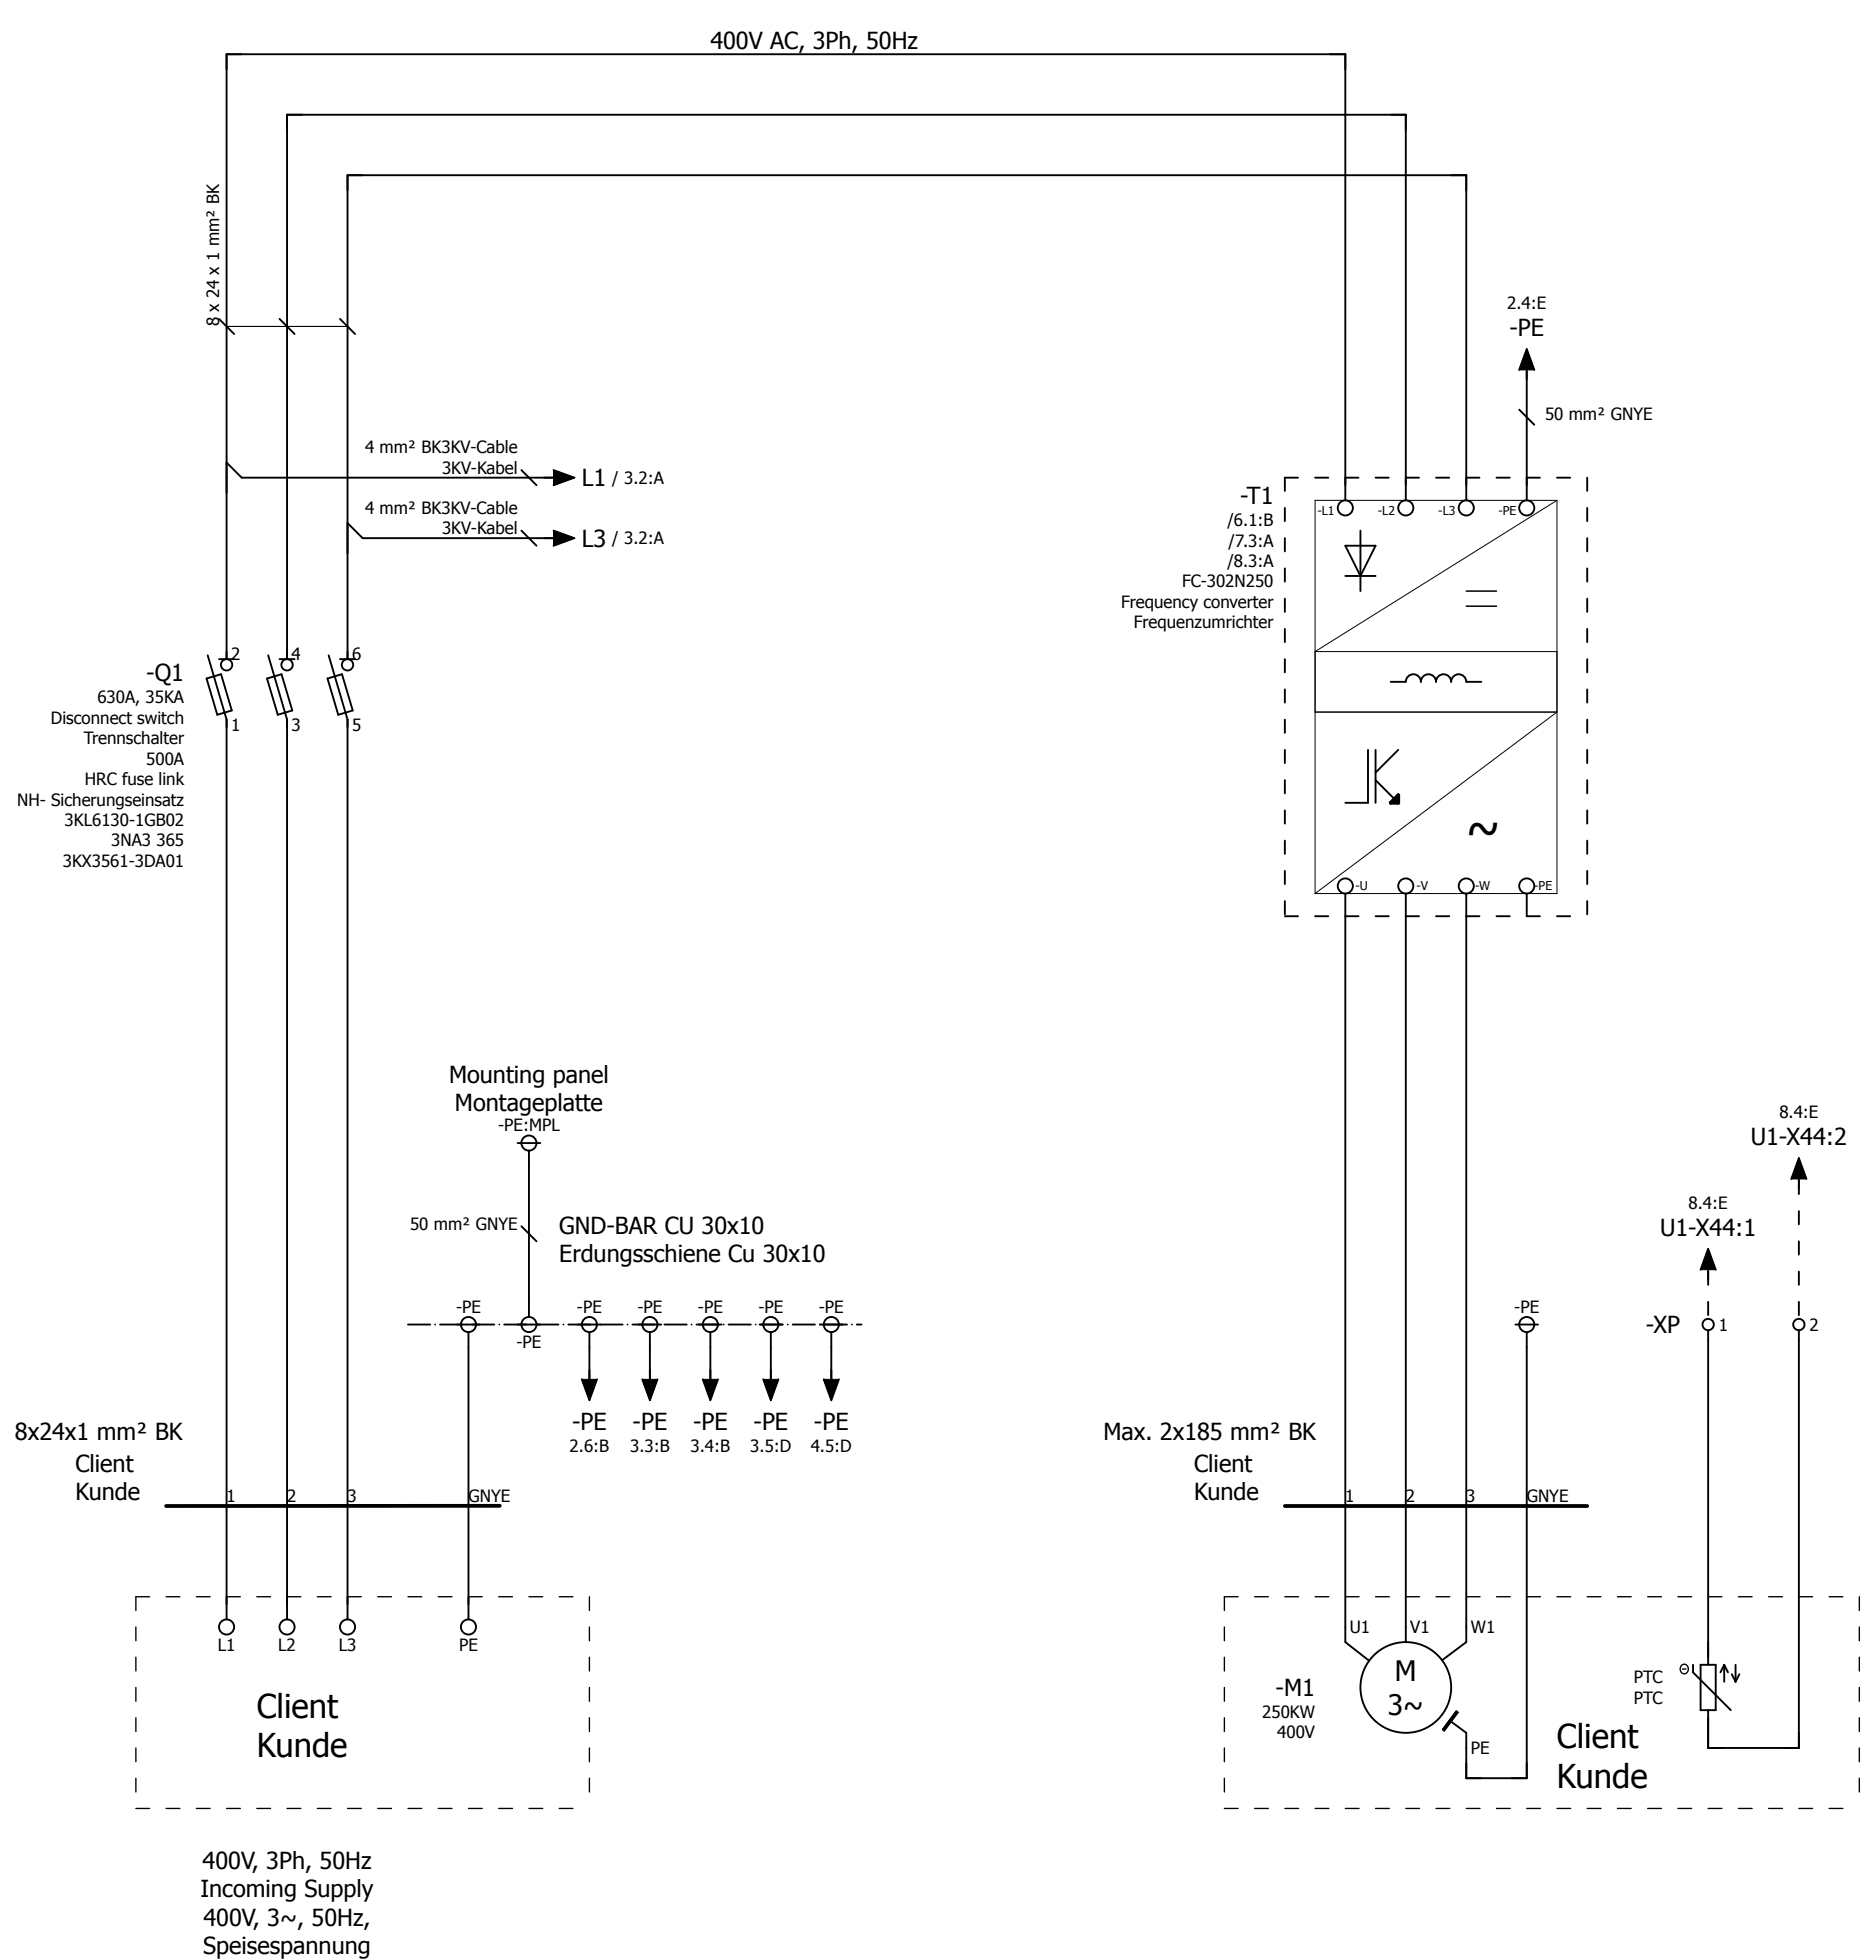 400V AC, 3Ph, 50Hz
8 x 24 x 1 mm² BK
2.4:E
-PE
50 mm² GNYE
4 mm² BK3KV-Cable
3KV-Kabel
L1 / 3.2:A
4 mm² BK3KV-Cable
3KV-Kabel
L3 / 3.2:A
-T1
/6.1:B
/7.3:A
/8.3:A
FC-302N250
Frequency converter
Frequenzumrichter
-L1
-L2
-L3
-PE
~
-U
-V
-W
-PE
2
4
6
-Q1
630A, 35KA
Disconnect switch
Trennschalter
500A
HRC fuse link
NH- Sicherungseinsatz
3KL6130-1GB02
3NA3 365
3KX3561-3DA01
1
3
5
Mounting panel
Montageplatte
-PE:MPL
50 mm² GNYE
GND-BAR CU 30x10
Erdungsschiene Cu 30x10
-PE
-PE
-PE
-PE
-PE
-PE
-PE
-PE
2.6:B
-PE
3.3:B
-PE
3.4:B
-PE
3.5:D
-PE
4.5:D
8x24x1 mm² BK
Client
Kunde
1
2
3
GNYE
L1
L2
L3
PE
Client
Kunde
400V, 3Ph, 50Hz
Incoming Supply
400V, 3~, 50Hz,
Speisespannung
8.4:E
U1-X44:2
8.4:E
U1-X44:1
-PE
-XP
1
2
Max. 2x185 mm² BK
Client
Kunde
1
2
3
GNYE
U1
V1
W1
M
3~
-M1
250KW
400V
PE
PTC
PTC
Θ
Client
Kunde